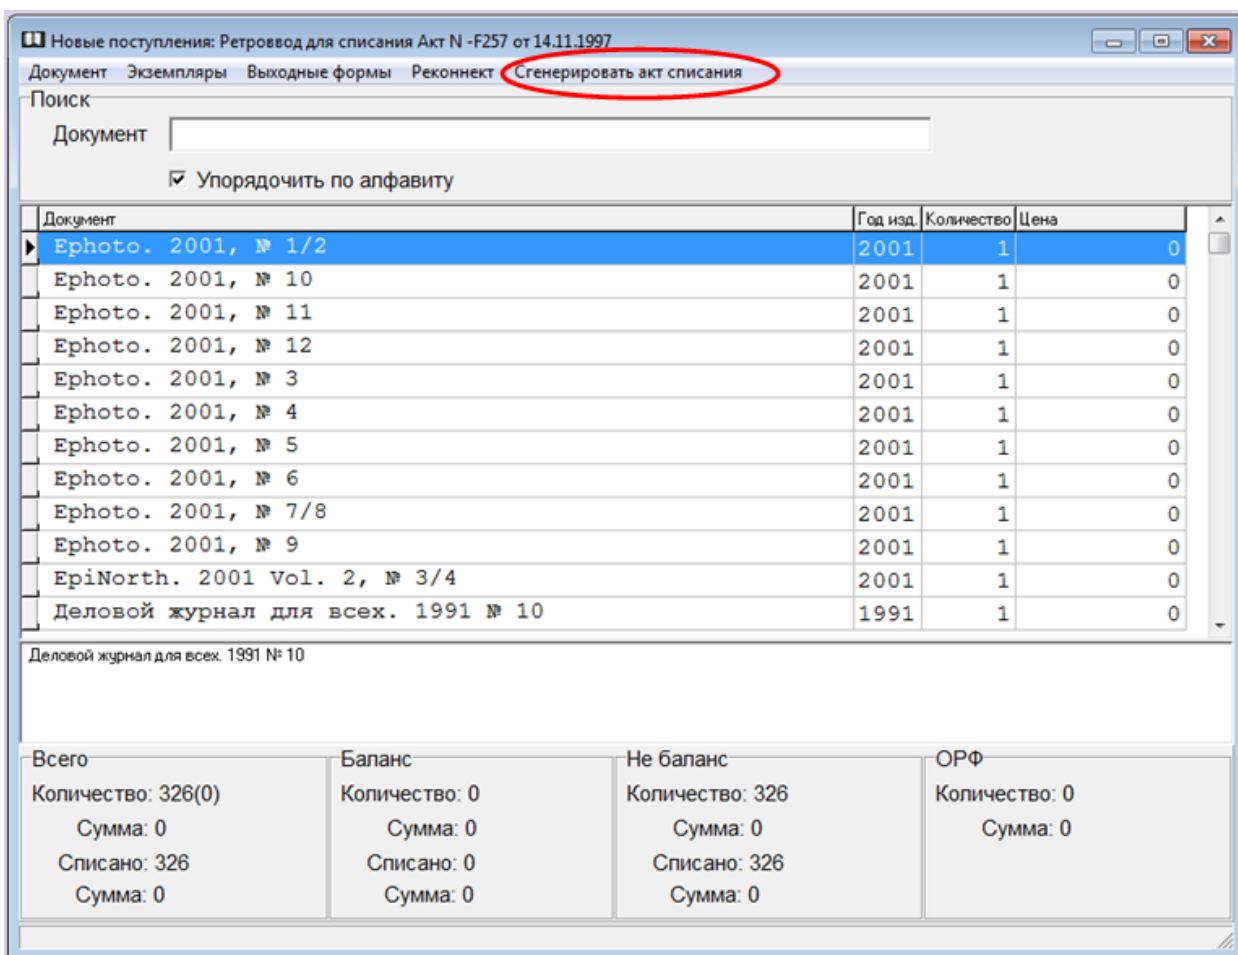 Новые поступления: Ретроввод для списания Акт N -F257 от 14.11.1997
Документ Экземпляры Выходные формы Реконнект Сгенерировать акт списания
Поиск
Документ
Упорядочить по алфавиту
Документ Год изд. Количество Цена
Ephoto. 2001, № 1/2 2001 1 0
Ephoto. 2001, № 10 2001 1 0
Ephoto. 2001, № 11 2001 1 0
Ephoto. 2001, № 12 2001 1 0
Ephoto. 2001, № 3 2001 1 0
Ephoto. 2001, № 4 2001 1 0
Ephoto. 2001, № 5 2001 1 0
Ephoto. 2001, № 6 2001 1 0
Ephoto. 2001, № 7/8 2001 1 0
Ephoto. 2001, № 9 2001 1 0
EpiNorth. 2001 Vol. 2, № 3/4 2001 1 0
Деловой журнал для всех. 1991 № 10 1991 1 0
Деловой журнал для всех. 1991 № 10
Всего Баланс Не баланс ОРФ
Количество: 326(0) Количество: 0 Количество: 326 Количество: 0
Сумма: 0 Сумма: 0 Сумма: 0 Сумма: 0
Списано: 326 Списано: 0 Списано: 326
Сумма: 0 Сумма: 0 Сумма: 0